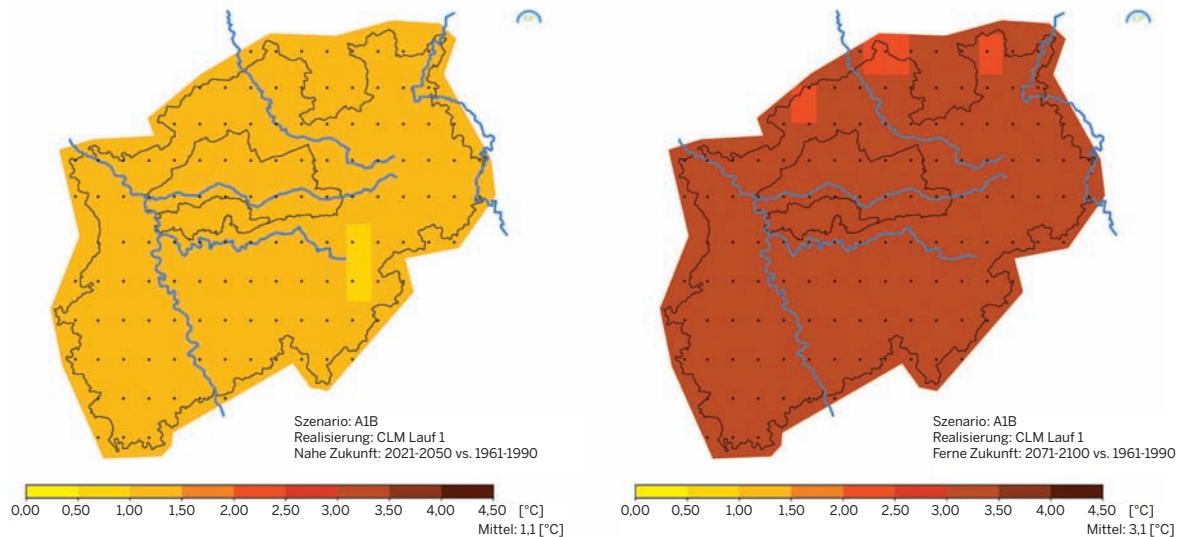 Szenario: A1B
Realisierung: CLM Lauf 1
Nahe Zukunft: 2021-2050 vs. 1961-1990
0,00 0,50 1,00 1,50 2,00 2,50 3,00 3,50 4,00 4,50 [°C]
Mittel: 1,1 [°C]
Szenario: A1B
Realisierung: CLM Lauf 1
Ferne Zukunft: 2071-2100 vs. 1961-1990
0,00 0,50 1,00 1,50 2,00 2,50 3,00 3,50 4,00 4,50 [°C]
Mittel: 3,1 [°C]